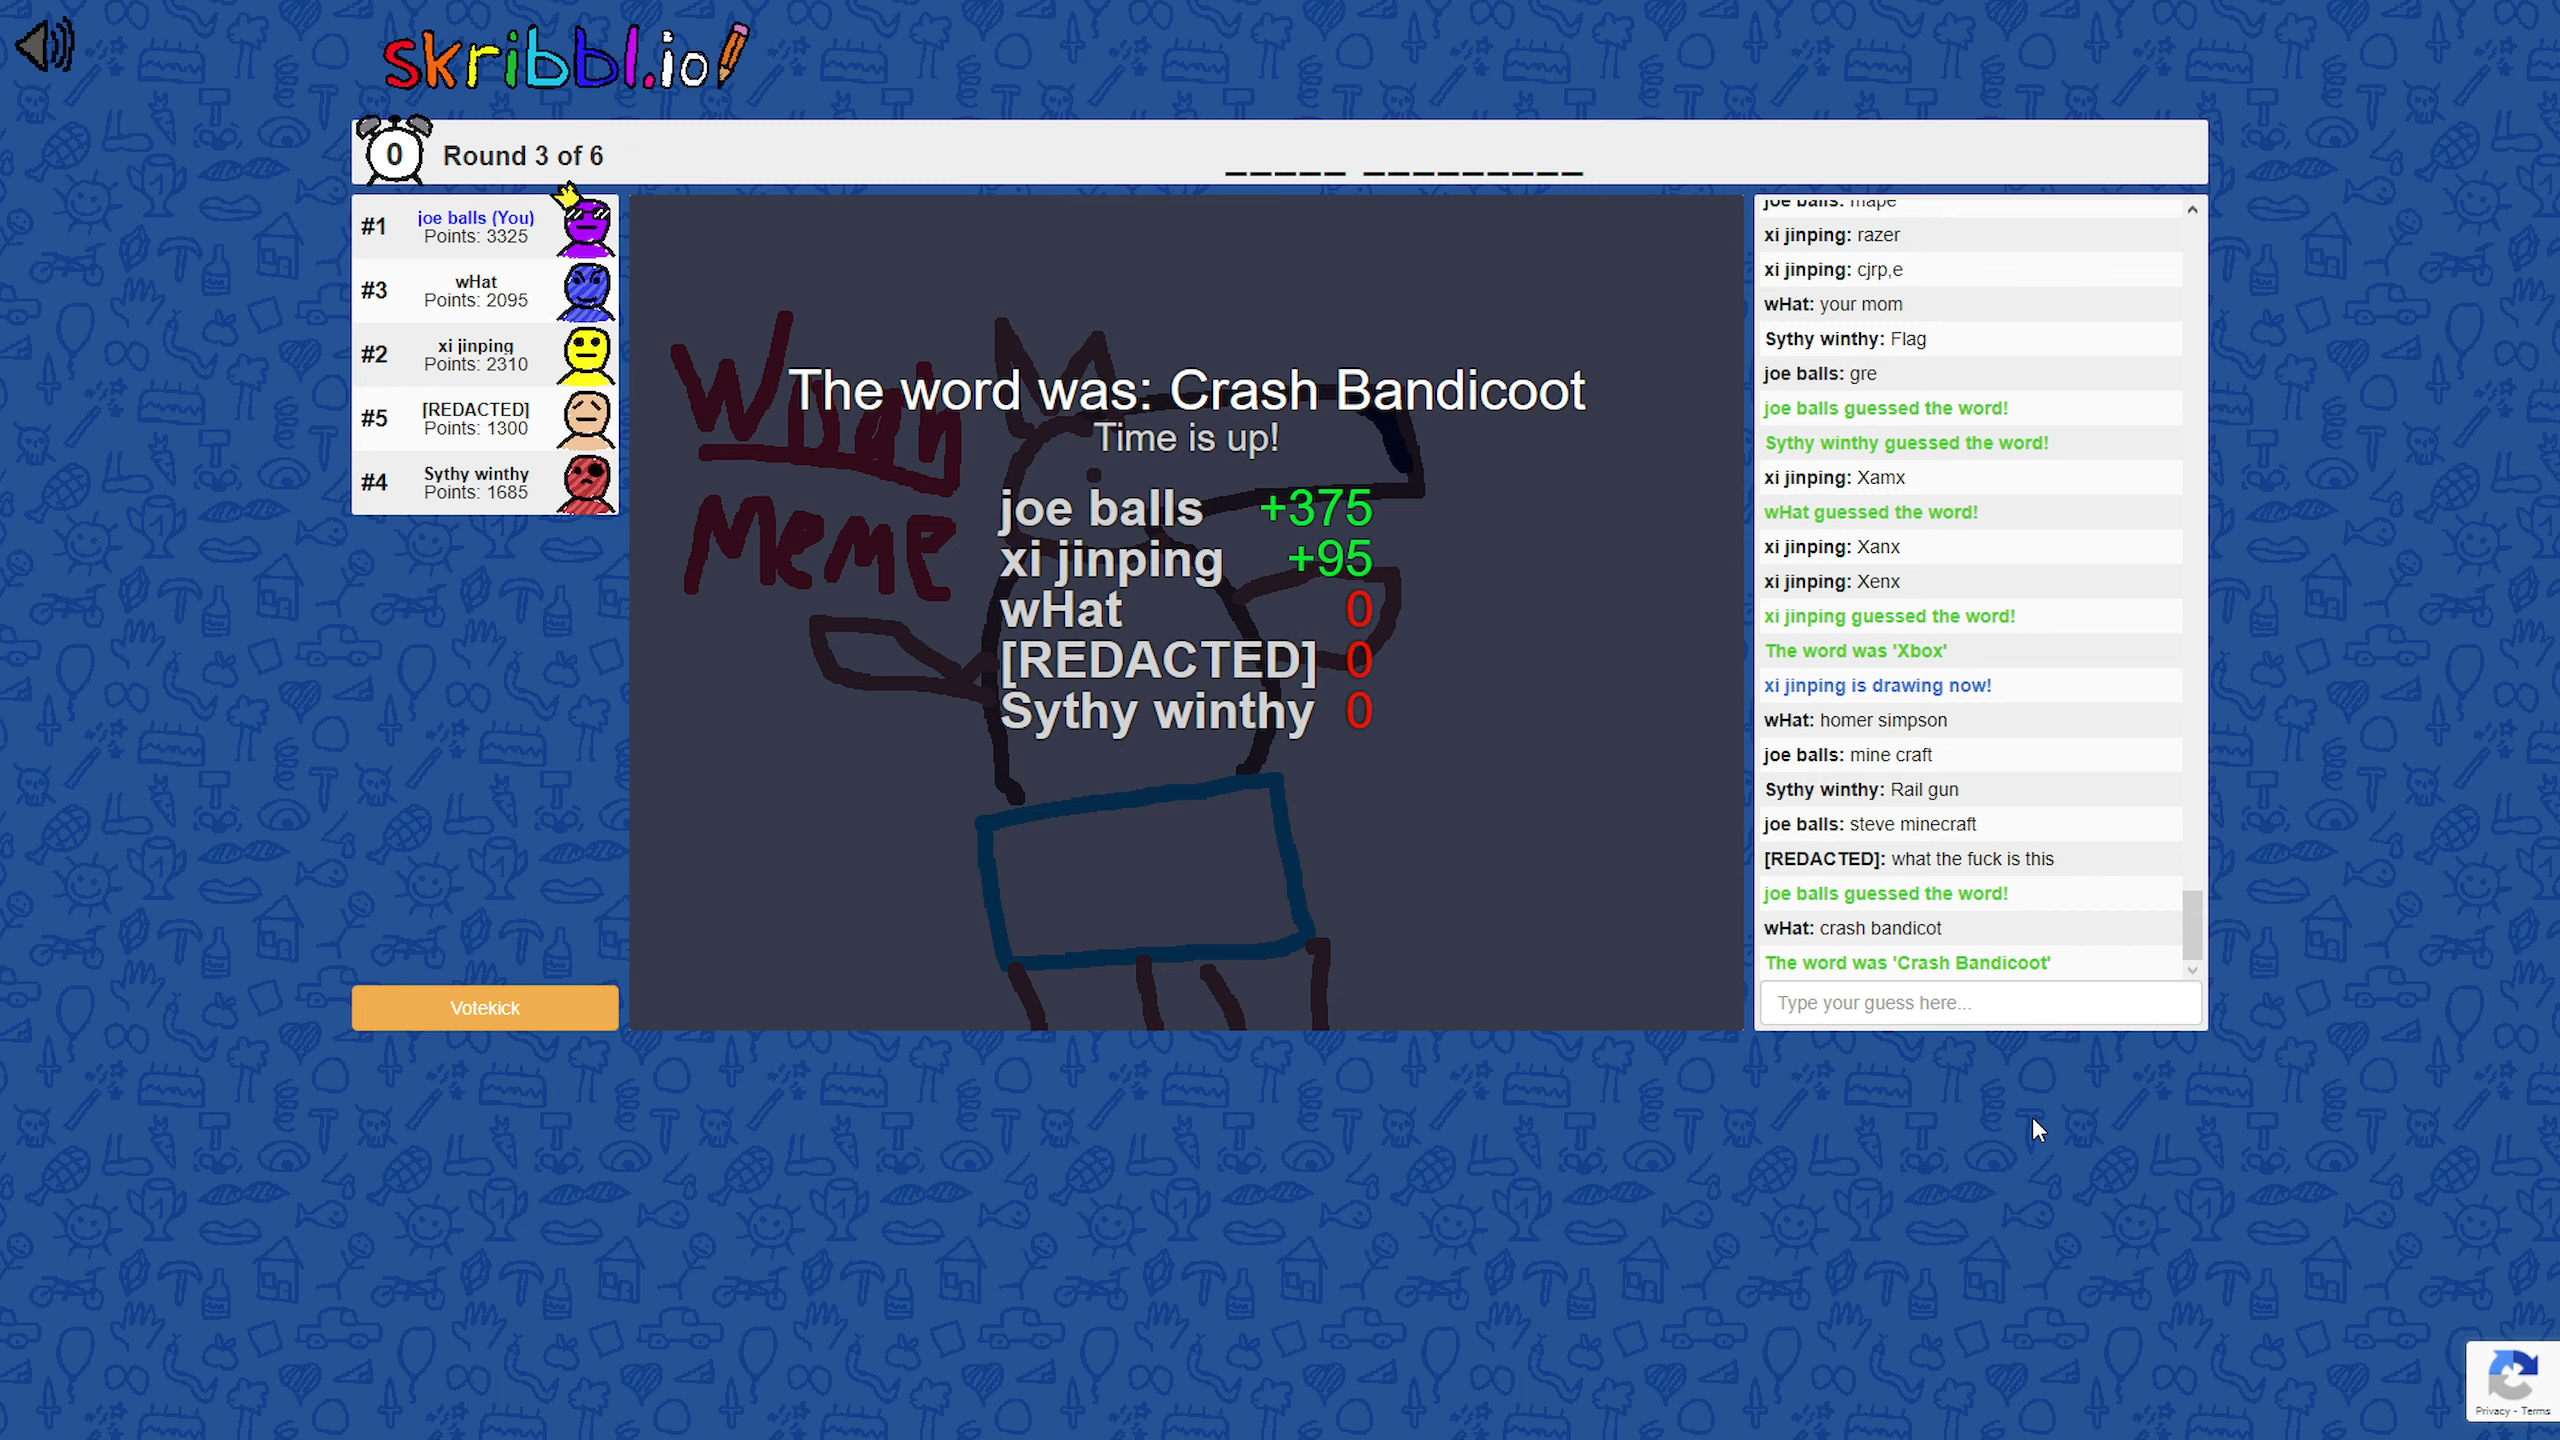 skribbl.io
0
Round 3 of 6
_____ _________
#1
joe balls (You)
Points: 3325
#3
wHat
Points: 2095
#2
xi jinping
Points: 2310
#5
[REDACTED]
Points: 1300
#4
Sythy winthy
Points: 1685
Votekick
Woah
Meme
The word was: Crash Bandicoot
Time is up!
joe balls +375
xi jinping +95
wHat 0
[REDACTED] 0
Sythy winthy 0
joe balls: mape
xi jinping: razer
xi jinping: cjrp,e
wHat: your mom
Sythy winthy: Flag
joe balls: gre
joe balls guessed the word!
Sythy winthy guessed the word!
xi jinping: Xamx
wHat guessed the word!
xi jinping: Xanx
xi jinping: Xenx
xi jinping guessed the word!
The word was 'Xbox'
xi jinping is drawing now!
wHat: homer simpson
joe balls: mine craft
Sythy winthy: Rail gun
joe balls: steve minecraft
[REDACTED]: what the fuck is this
joe balls guessed the word!
wHat: crash bandicot
The word was 'Crash Bandicoot'
Type your guess here...
Privacy - Terms